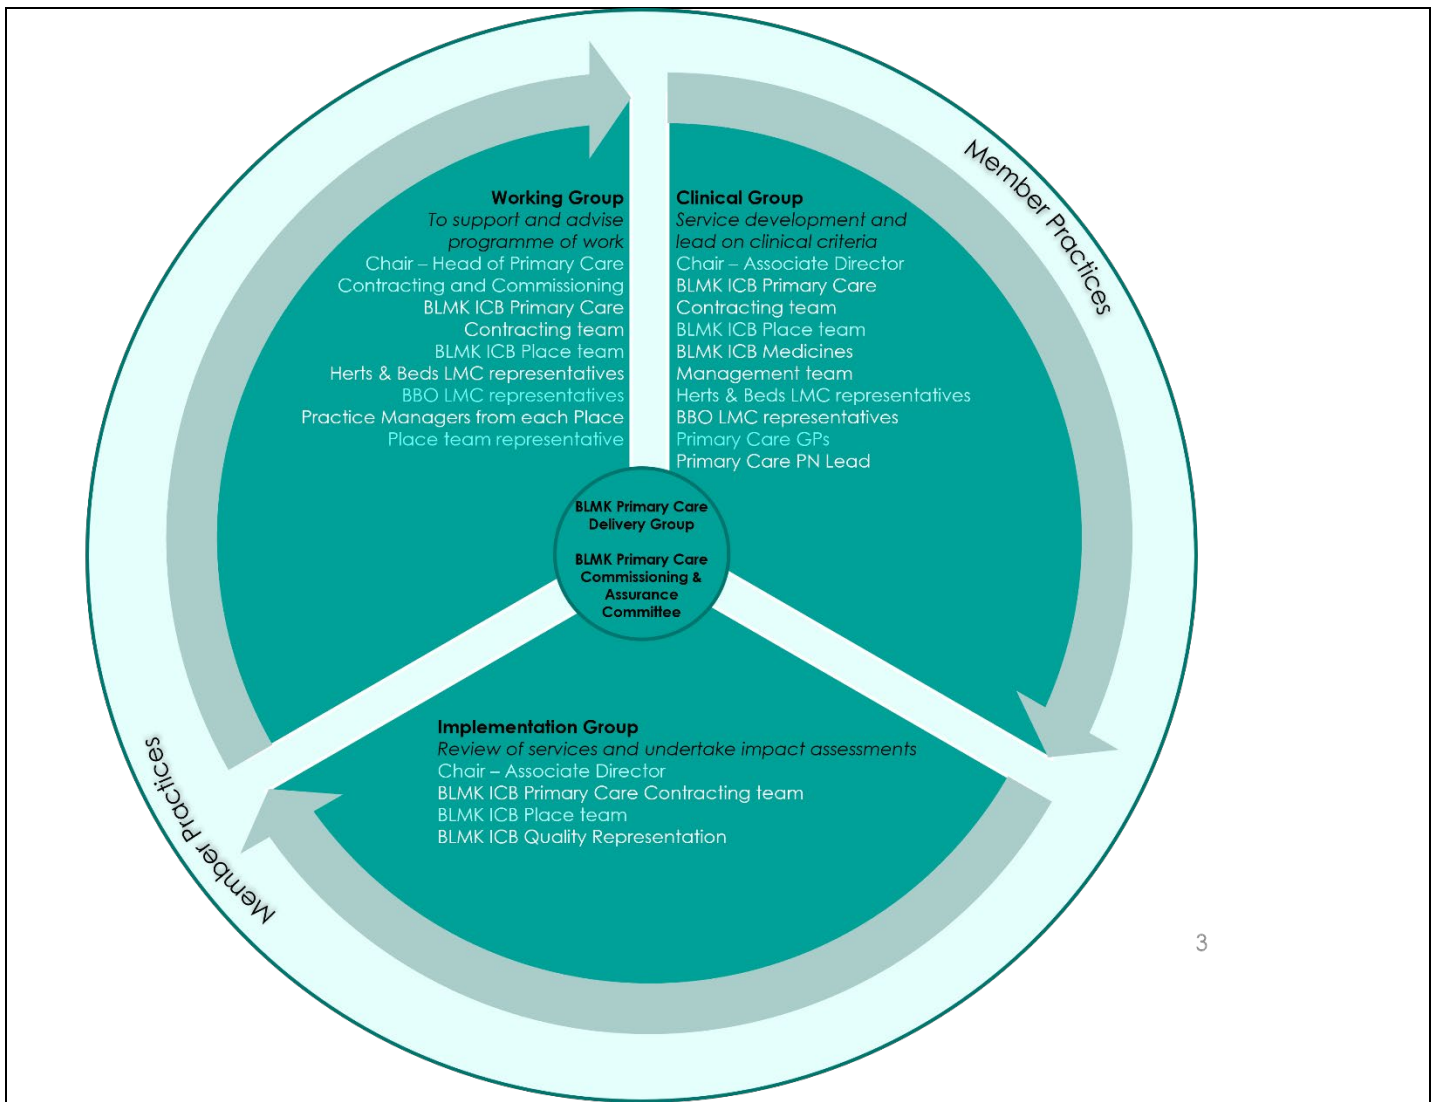 Working Group
To support and advise
programme of work
Chair – Head of Primary Care
Contracting and Commissioning
BLMK ICB Primary Care
Contracting team
BLMK ICB Place team
Herts & Beds LMC representatives
BBO LMC representatives
Practice Managers from each Place
Place team representative
Clinical Group
Service development and
lead on clinical criteria
Chair – Associate Director
BLMK ICB Primary Care
Contracting team
BLMK ICB Place team
BLMK ICB Medicines
Management team
Herts & Beds LMC representatives
BBO LMC representatives
Primary Care GPs
Primary Care PN Lead
Member Practices
BLMK Primary Care
Delivery Group
BLMK Primary Care
Commissioning &
Assurance
Committee
Implementation Group
Review of services and undertake impact assessments
Chair – Associate Director
BLMK ICB Primary Care Contracting team
BLMK ICB Place team
BLMK ICB Quality Representation
Member Practices
3